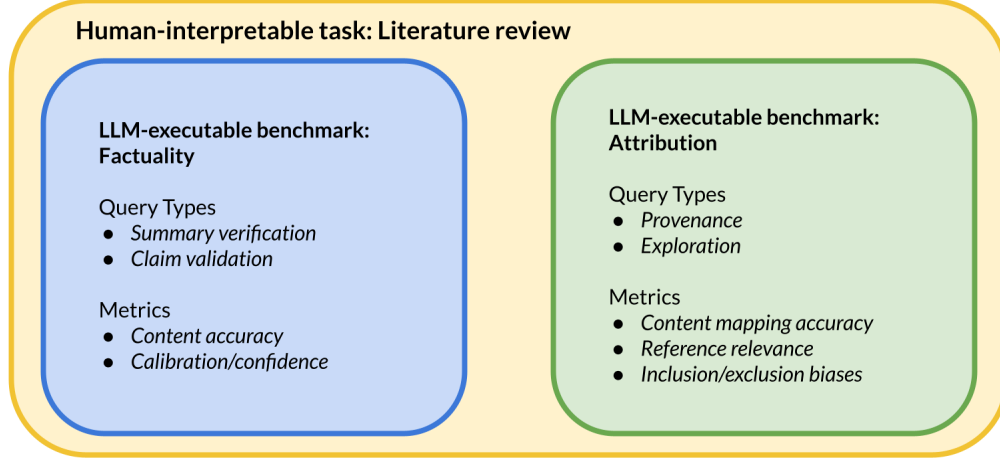 Human-interpretable task: Literature review
LLM-executable benchmark:
Factuality
Query Types
● Summary verification
● Claim validation
Metrics
● Content accuracy
● Calibration/confidence
LLM-executable benchmark:
Attribution
Query Types
● Provenance
● Exploration
Metrics
● Content mapping accuracy
● Reference relevance
● Inclusion/exclusion biases